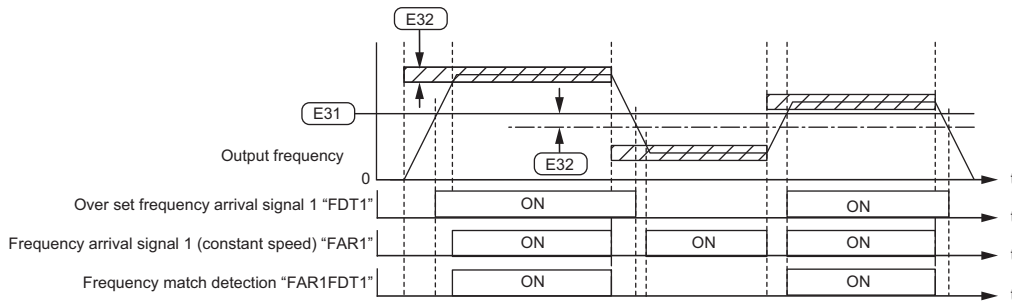 E32
E31
E32
Output frequency
0
t
Over set frequency arrival signal 1 “FDT1”
ON
ON
t
Frequency arrival signal 1 (constant speed) “FAR1”
ON
ON
ON
t
Frequency match detection “FAR1FDT1”
ON
ON
t